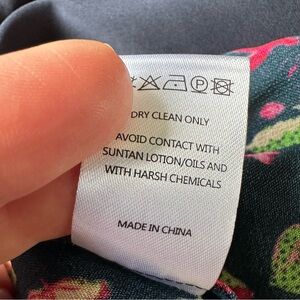 DRY CLEAN ONLY
AVOID CONTACT WITH
SUNTAN LOTION/OILS AND
WITH HARSH CHEMICALS
MADE IN CHINA